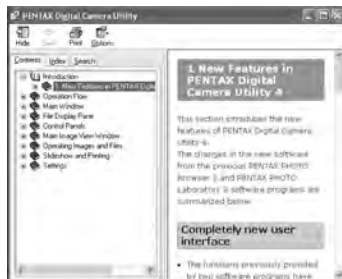 PENTAX Digital Camera Utility
Hide
Print
Options
Contents
Index
Search
Introduction
1 New Features in PENTAX Digita
Operation Flow
Main Window
File Display Pane
Control Panels
Main Image View Window
Operating Images and Files
Slideshow and Printing
Settings
1 New Features in
PENTAX Digital
Camera Utility 4
This section introduces the new
features of PENTAX Digital Camera
Utility 4.
The changes in the new software
from the previous PENTAX PHOTO
Browser 3 and PENTAX PHOTO
Laboratory 3 software programs are
summarized below.
Completely new user
interface
• The functions previously provided
by two software programs have